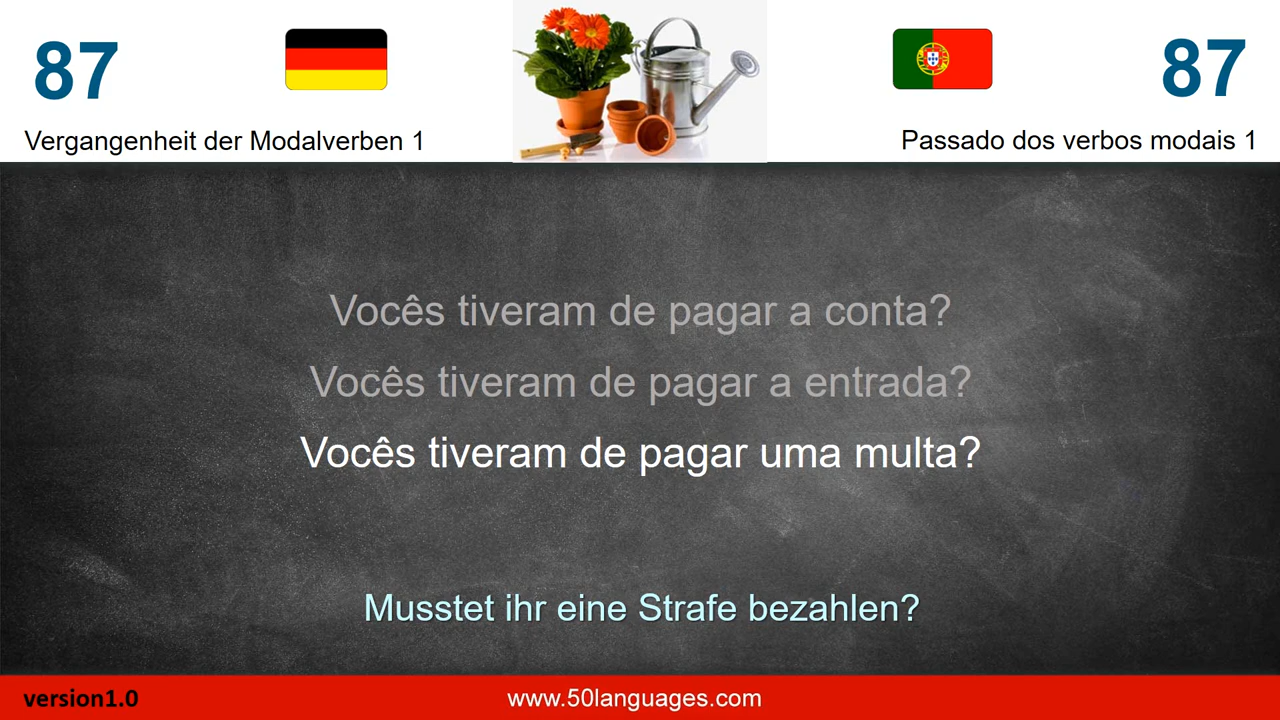 87
87
Vergangenheit der Modalverben 1
Passado dos verbos modais 1
Vocês tiveram de pagar a conta?
Vocês tiveram de pagar a entrada?
Vocês tiveram de pagar uma multa?
Musstet ihr eine Strafe bezahlen?
version1.0
www.50languages.com